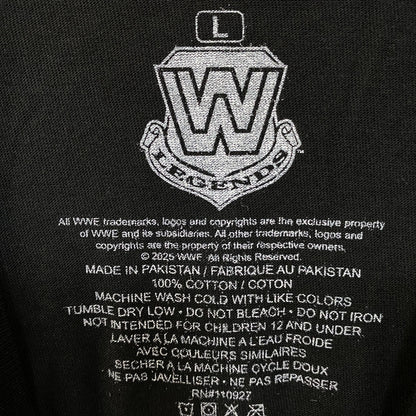 L
W
LEGENDS
™
All WWE trademarks, logos and copyrights are the exclusive property
of WWE and its subsidiaries. All other trademarks, logos and
copyrights are the property of their respective owners.
© 2025 WWE. All Rights Reserved.
MADE IN PAKISTAN / FABRIQUE AU PAKISTAN
100% COTTON / COTON
MACHINE WASH COLD WITH LIKE COLORS
TUMBLE DRY LOW • DO NOT BLEACH • DO NOT IRON
NOT INTENDED FOR CHILDREN 12 AND UNDER
LAVER À LA MACHINE A L'EAU FROIDE
AVEC COULEURS SIMILAIRES
SECHER A LA MACHINE CYCLE DOUX
NE PAS JAVELLISER • NE PAS REPASSER
RN#110927